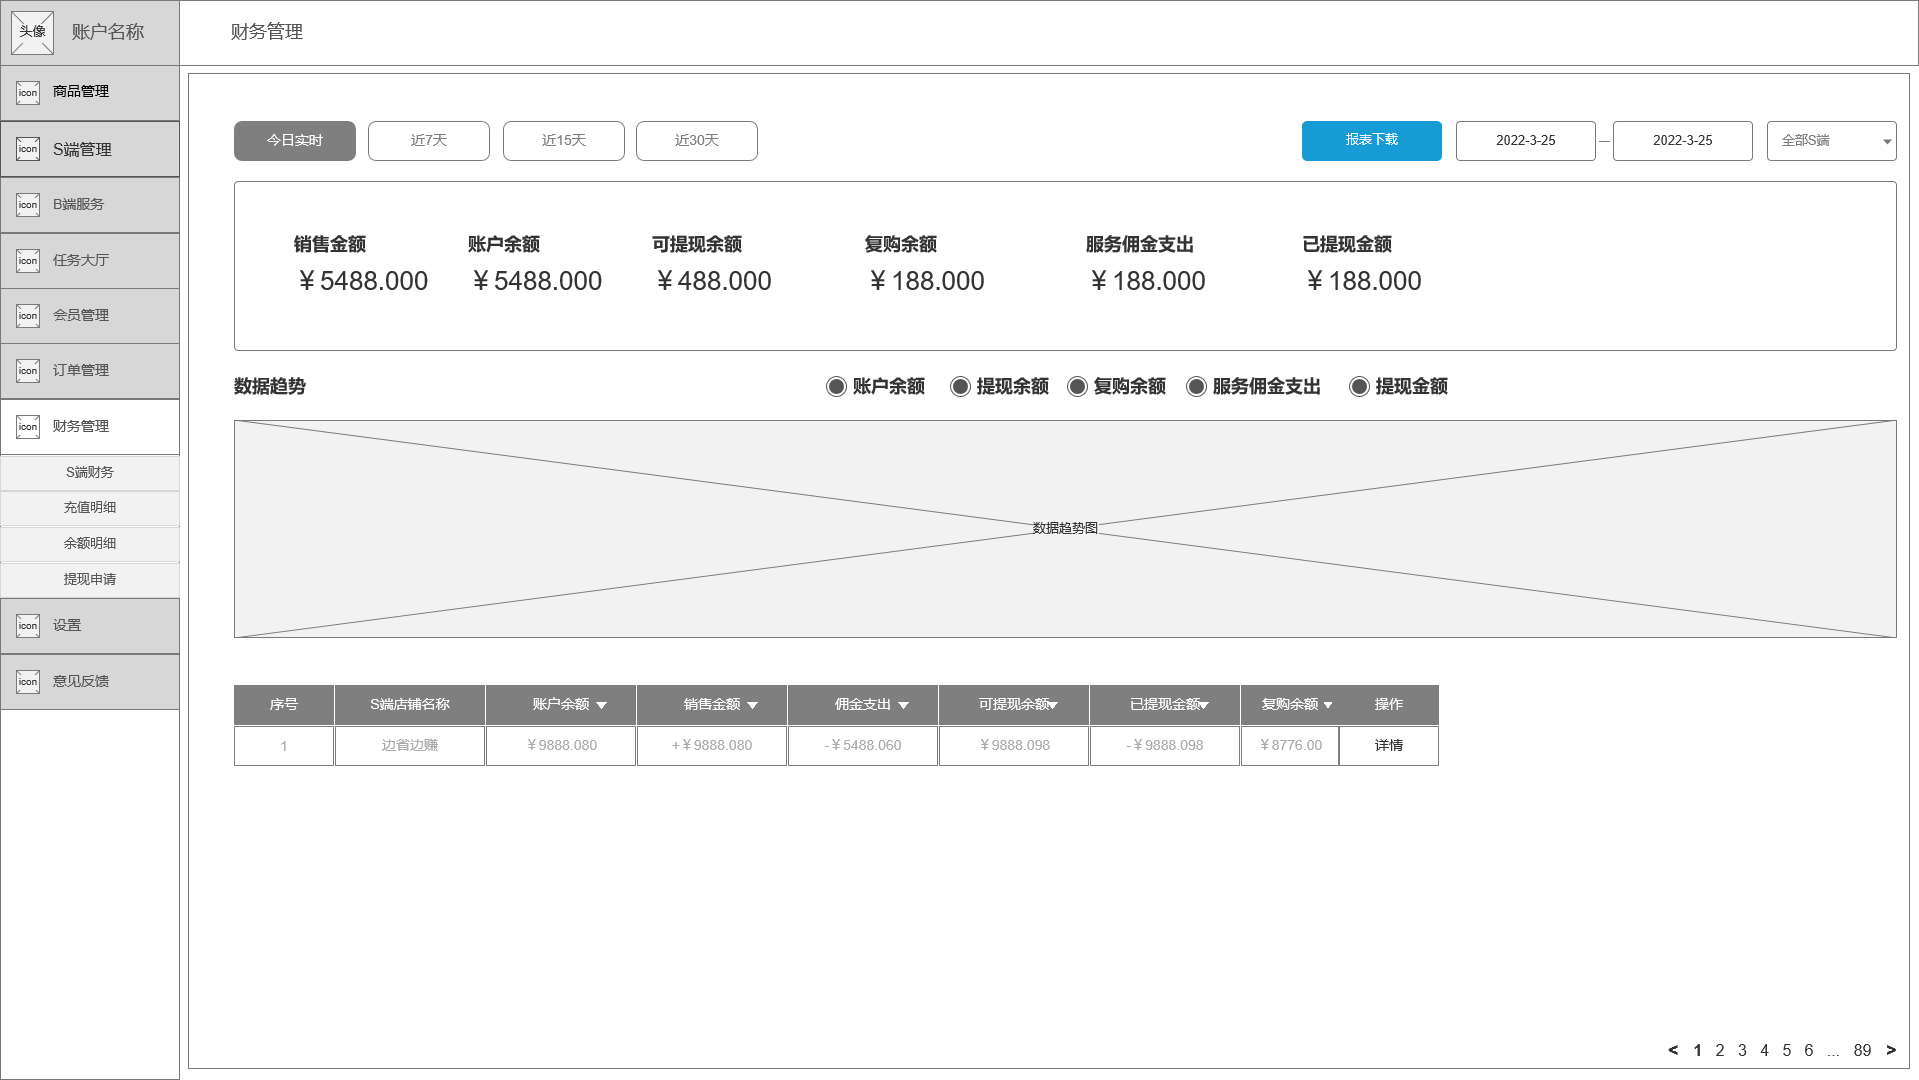 头像 账户名称
财务管理
icon 商品管理
icon S端管理
icon B端服务
icon 任务大厅
icon 会员管理
icon 订单管理
icon 财务管理
S端财务
充值明细
余额明细
提现申请
icon 设置
icon 意见反馈
今日实时 近7天 近15天 近30天 报表下载 2022-3-25 — 2022-3-25 全部S端
销售金额 账户余额 可提现余额 复购余额 服务佣金支出 已提现金额
￥5488.000 ￥5488.000 ￥488.000 ￥188.000 ￥188.000 ￥188.000
数据趋势 账户余额 提现余额 复购余额 服务佣金支出 提现金额
数据趋势图
序号 S端店铺名称 账户余额 销售金额 佣金支出 可提现余额 已提现金额 复购余额 操作
1 边省边赚 ￥9888.080 +￥9888.080 -￥5488.060 ￥9888.098 -￥9888.098 ￥8776.00 详情
< 1 2 3 4 5 6 ... 89 >